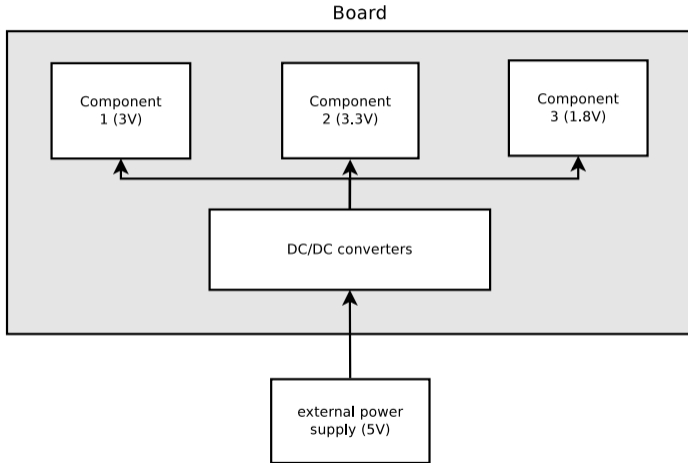 Board
Component
1 (3V)
Component
2 (3.3V)
Component
3 (1.8V)
DC/DC converters
external power
supply (5V)